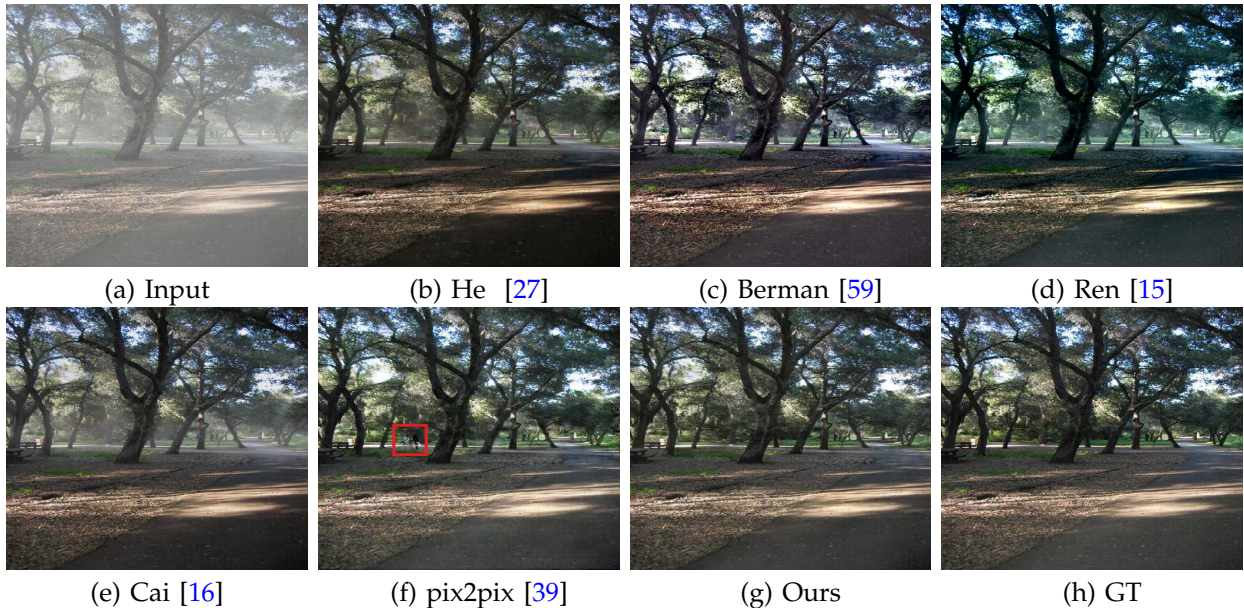 (a) Input
(b) He [27]
(c) Berman [59]
(d) Ren [15]
(e) Cai [16]
(f) pix2pix [39]
(g) Ours
(h) GT